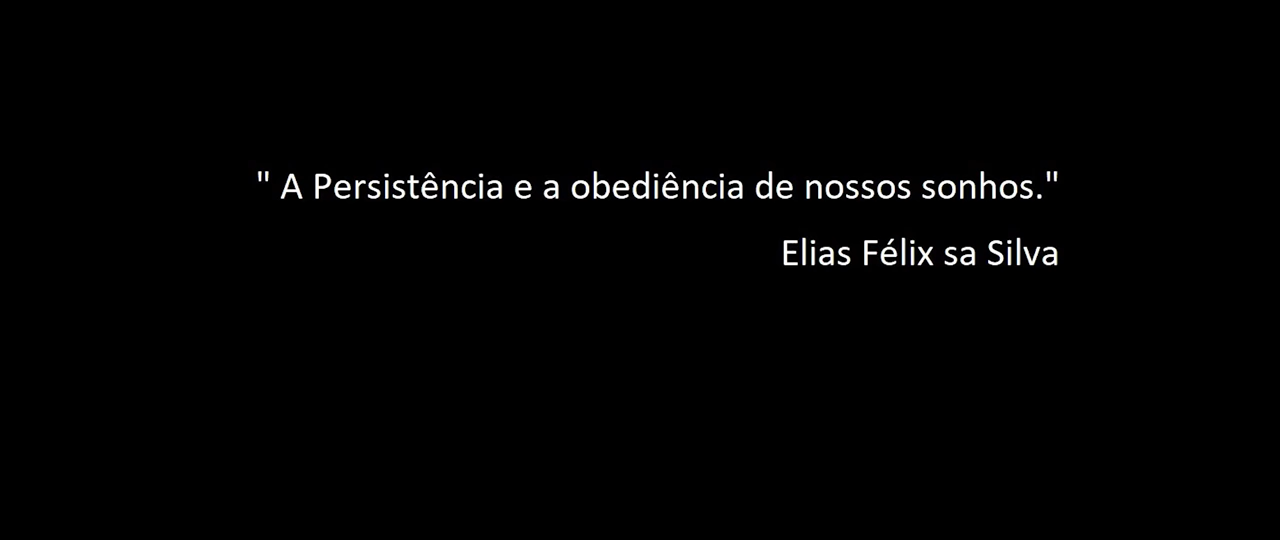 " A Persistência e a obediência de nossos sonhos."
Elias Félix sa Silva